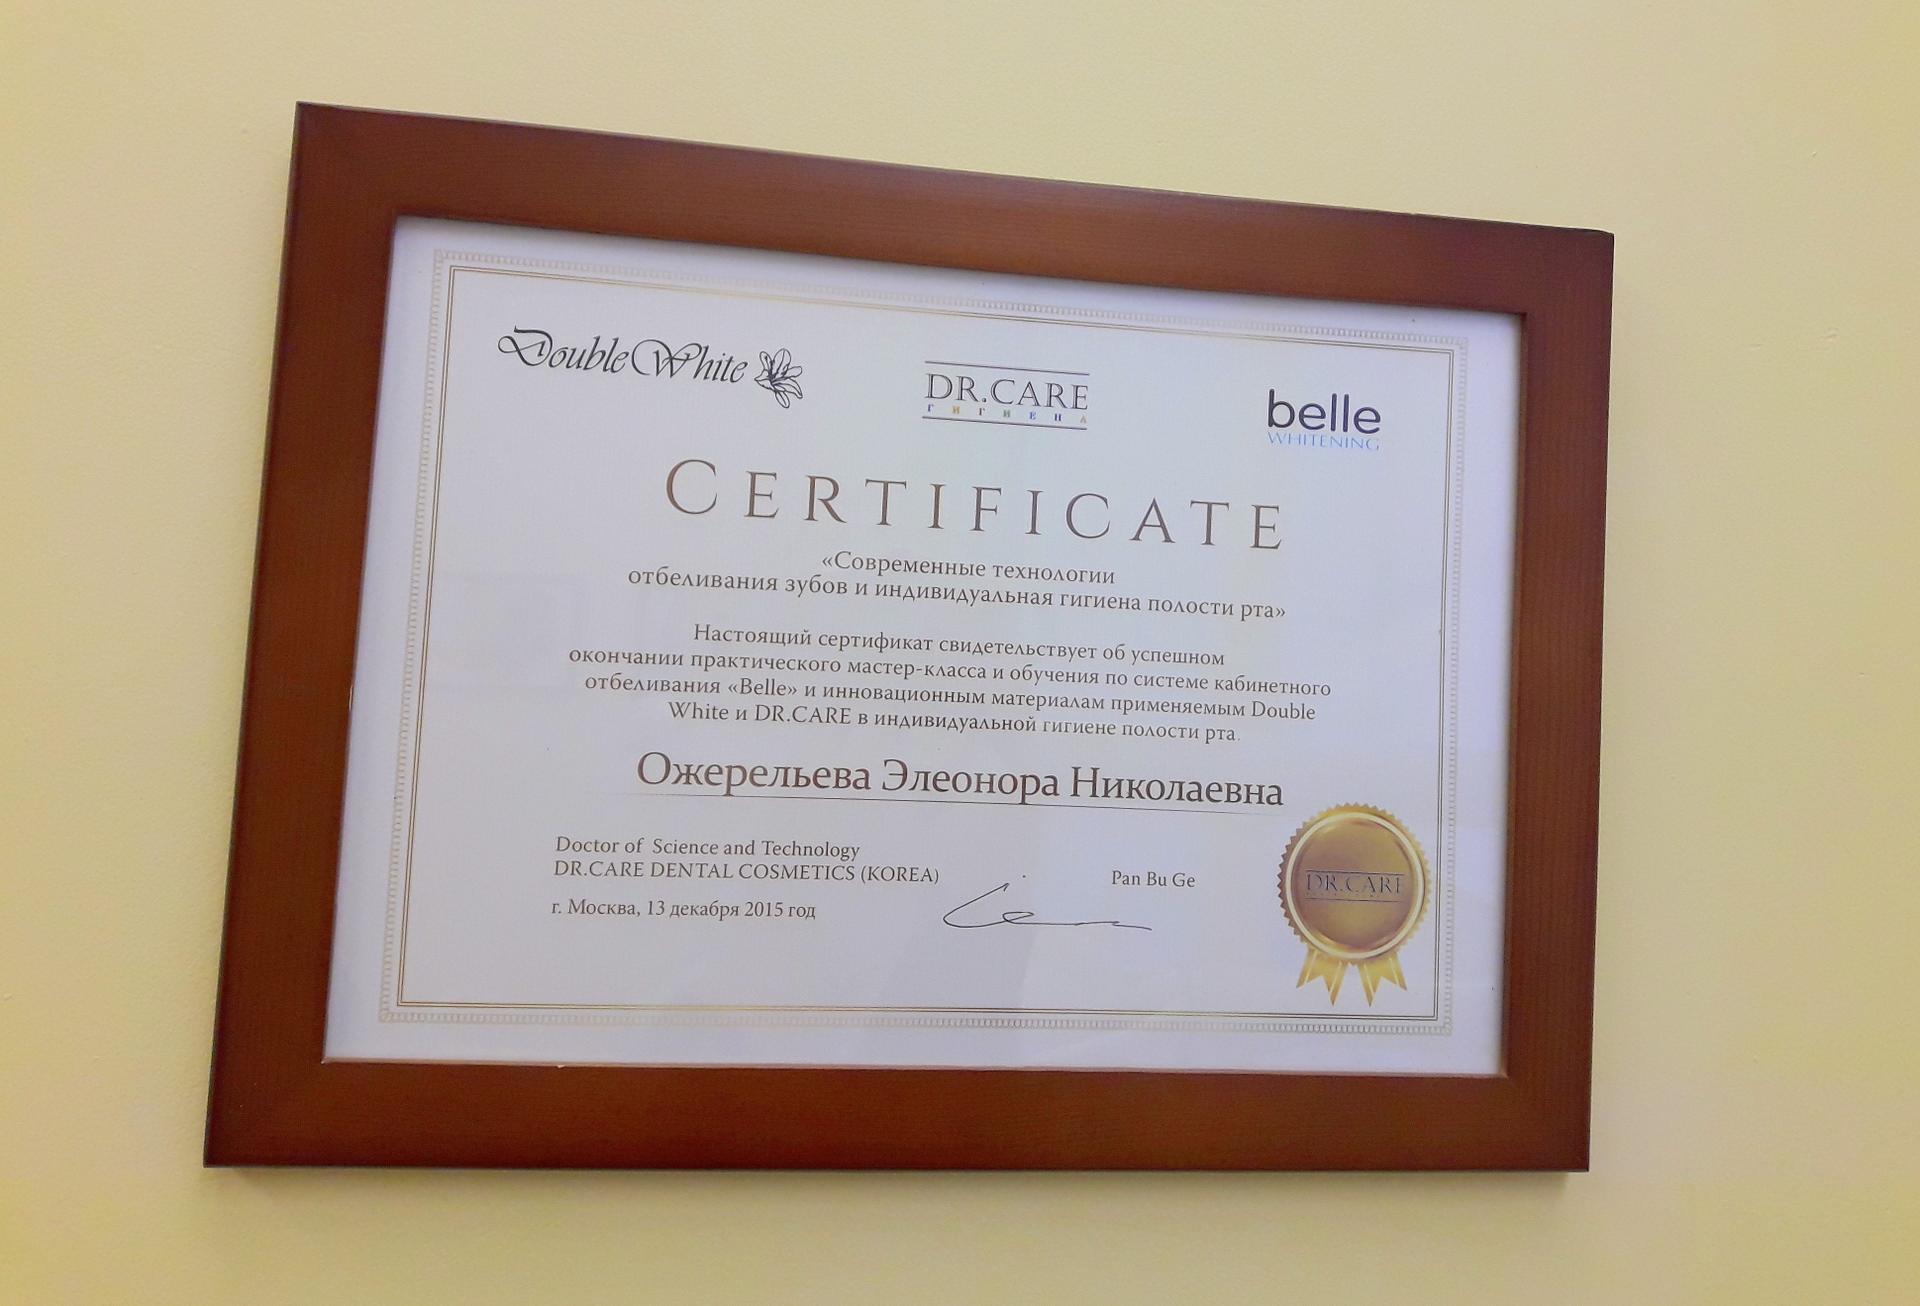 Double White
DR.CARE
ГИГИЕНА
belle
WHITENING
CERTIFICATE
«Современные технологии
отбеливания зубов и индивидуальная гигиена полости рта»
Настоящий сертификат свидетельствует об успешном
окончании практического мастер-класса и обучения по системе кабинетного
отбеливания «Belle» и инновационным материалам применяемым Double
White и DR.CARE в индивидуальной гигиене полости рта.
Ожерельева Элеонора Николаевна
Doctor of Science and Technology
DR.CARE DENTAL COSMETICS (KOREA)
Pan Bu Ge
г. Москва, 13 декабря 2015 год
DR.CARE